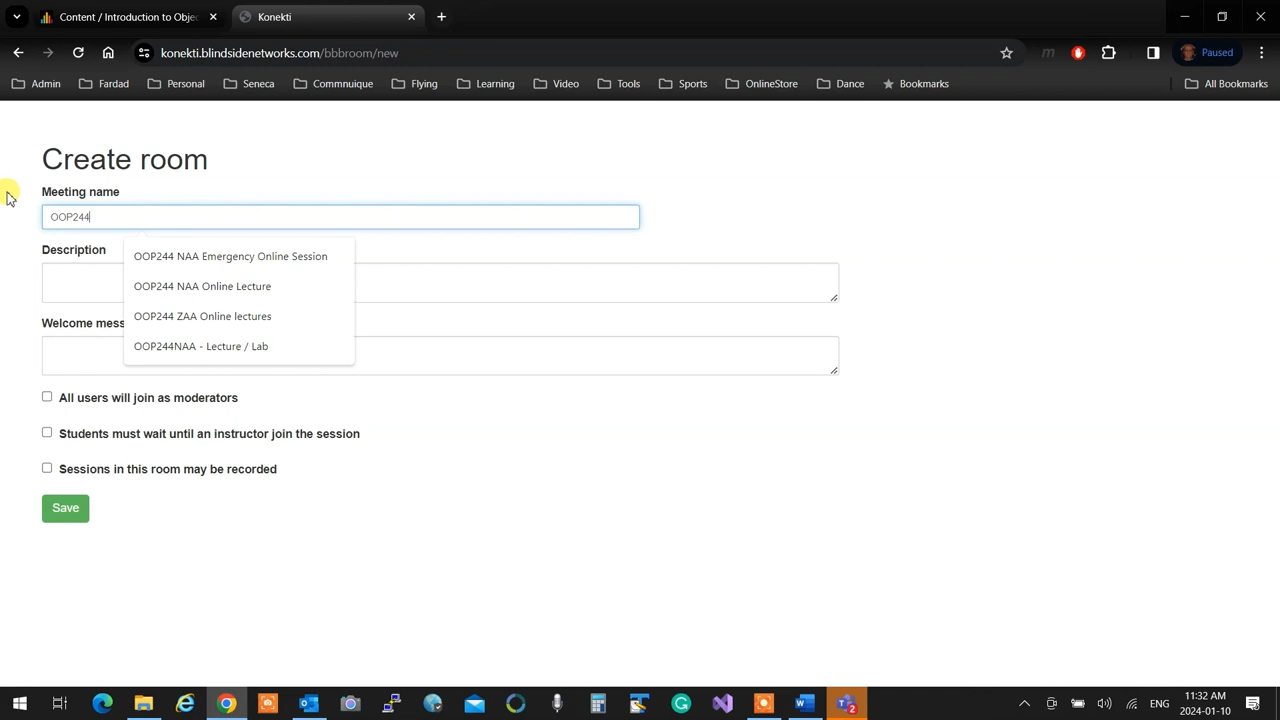 Content / Introduction to Objec
Konekti
konekti.blindsidenetworks.com/bbbroom/new
Paused
Admin
Fardad
Personal
Seneca
Commnuique
Flying
Learning
Video
Tools
Sports
OnlineStore
Dance
Bookmarks
All Bookmarks
Create room
Meeting name
OOP244
Description
OOP244 NAA Emergency Online Session
OOP244 NAA Online Lecture
OOP244 ZAA Online lectures
OOP244NAA - Lecture / Lab
Welcome mess
All users will join as moderators
Students must wait until an instructor join the session
Sessions in this room may be recorded
Save
ENG
11:32 AM
2024-01-10
2